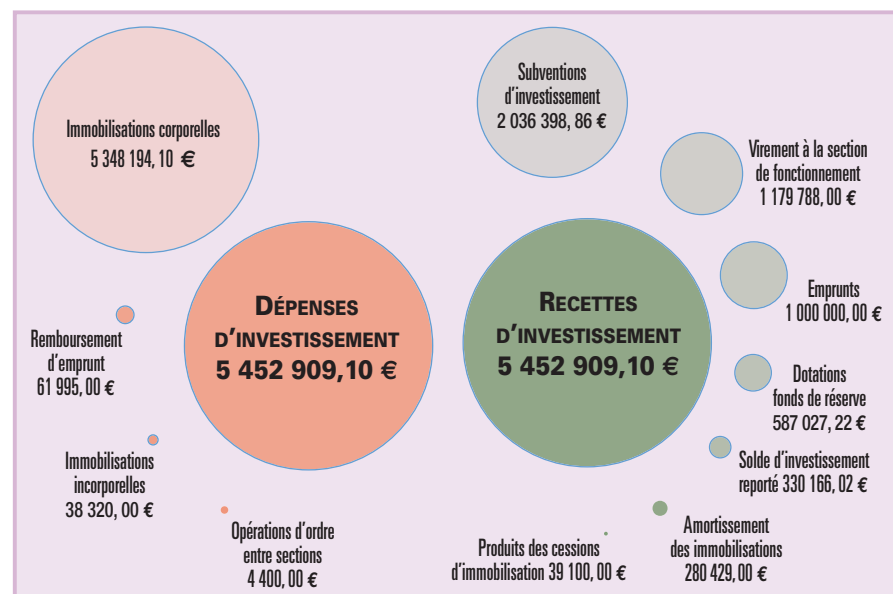 Immobilisations corporelles
5 348 194,10 €
Remboursement
d'emprunt
61 995,00 €
Immobilisations
incorporelles
38 320,00 €
Opérations d'ordre
entre sections
4 400,00 €
DÉPENSES
D'INVESTISSEMENT
5 452 909,10 €
RECETTES
D'INVESTISSEMENT
5 452 909,10 €
Subventions
d'investissement
2 036 398, 86 €
Virement à la section
de fonctionnement
1 179 788, 00 €
Emprunts
1 000 000, 00 €
Dotations
fonds de réserve
587 027, 22 €
Solde d'investissement
reporté 330 166, 02 €
Amortissement
des immobilisations
280 429, 00 €
Produits des cessions
d'immobilisation 39 100, 00 €